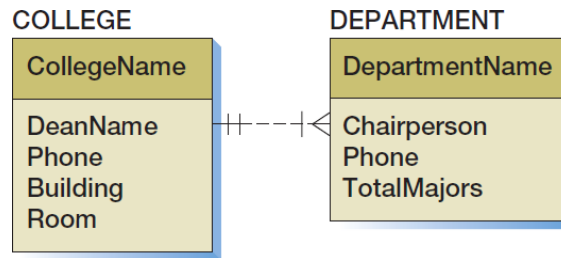 COLLEGE
CollegeName
DeanName
Phone
Building
Room
DEPARTMENT
DepartmentName
Chairperson
Phone
TotalMajors